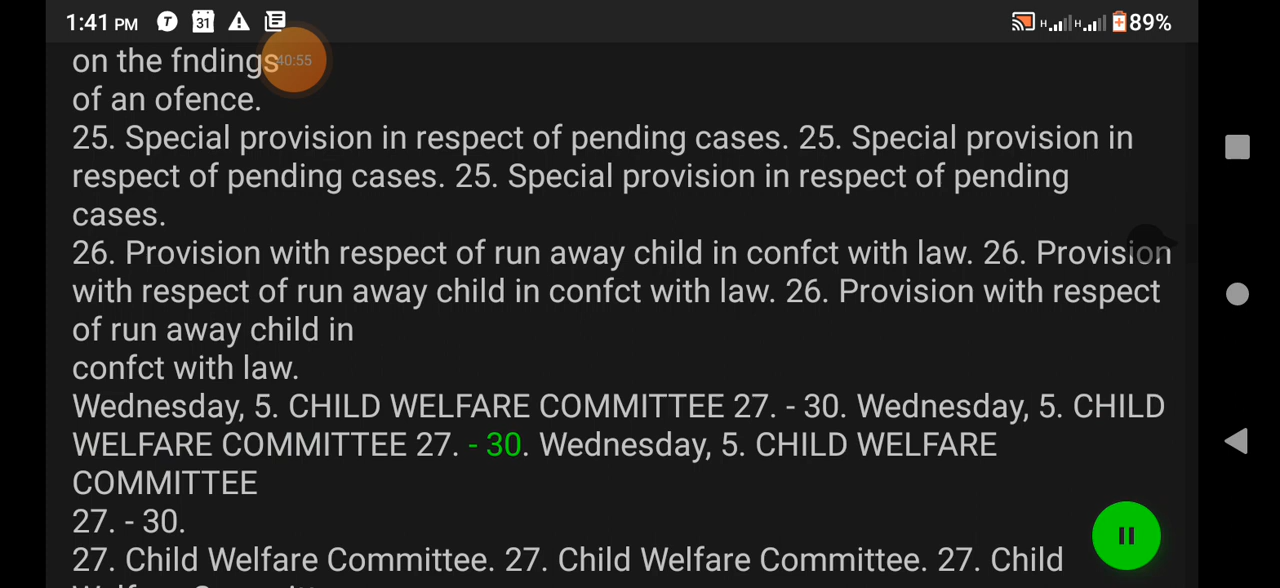 1:41 PM 31 H H 89%
on the fndings 40:55
of an ofence.
25. Special provision in respect of pending cases. 25. Special provision in
respect of pending cases. 25. Special provision in respect of pending
cases.
26. Provision with respect of run away child in confct with law. 26. Provision
with respect of run away child in confct with law. 26. Provision with respect
of run away child in
confct with law.
Wednesday, 5. CHILD WELFARE COMMITTEE 27. - 30. Wednesday, 5. CHILD
WELFARE COMMITTEE 27. - 30. Wednesday, 5. CHILD WELFARE
COMMITTEE
27. - 30.
27. Child Welfare Committee. 27. Child Welfare Committee. 27. Child